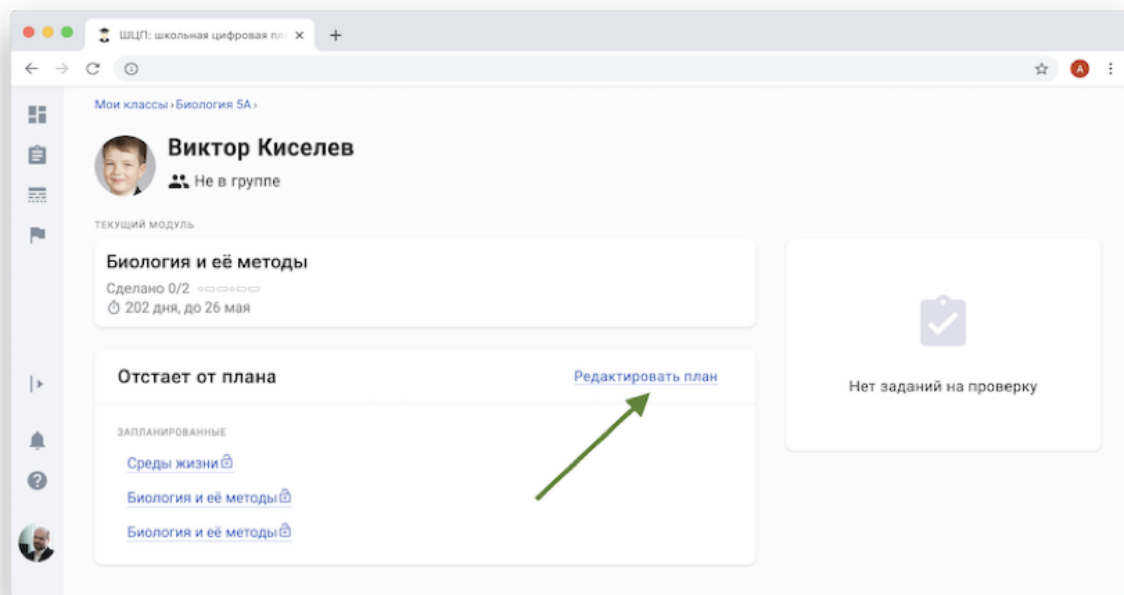 ШЦП: школьная цифровая пла
Мои классы › Биология 5А ›
Виктор Киселев
Не в группе
ТЕКУЩИЙ МОДУЛЬ
Биология и её методы
Сделано 0/2
202 дня, до 26 мая
Отстает от плана
Редактировать план
Нет заданий на проверку
ЗАПЛАНИРОВАННЫЕ
Среды жизни
Биология и её методы
Биология и её методы
A